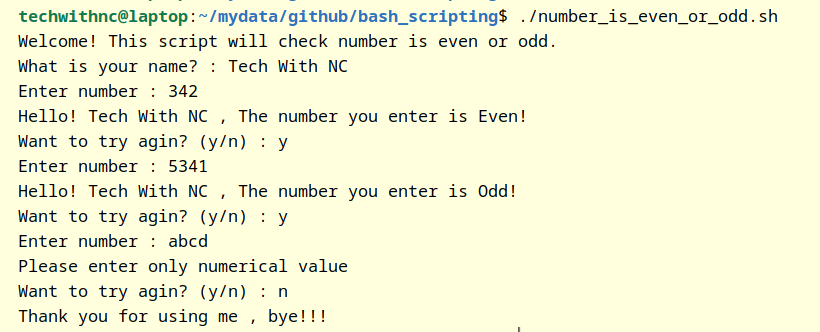 techwithnc@laptop:~/mydata/github/bash_scripting$ ./number_is_even_or_odd.sh
Welcome! This script will check number is even or odd.
What is your name? : Tech With NC
Enter number : 342
Hello! Tech With NC , The number you enter is Even!
Want to try agin? (y/n) : y
Enter number : 5341
Hello! Tech With NC , The number you enter is Odd!
Want to try agin? (y/n) : y
Enter number : abcd
Please enter only numerical value
Want to try agin? (y/n) : n
Thank you for using me , bye!!!